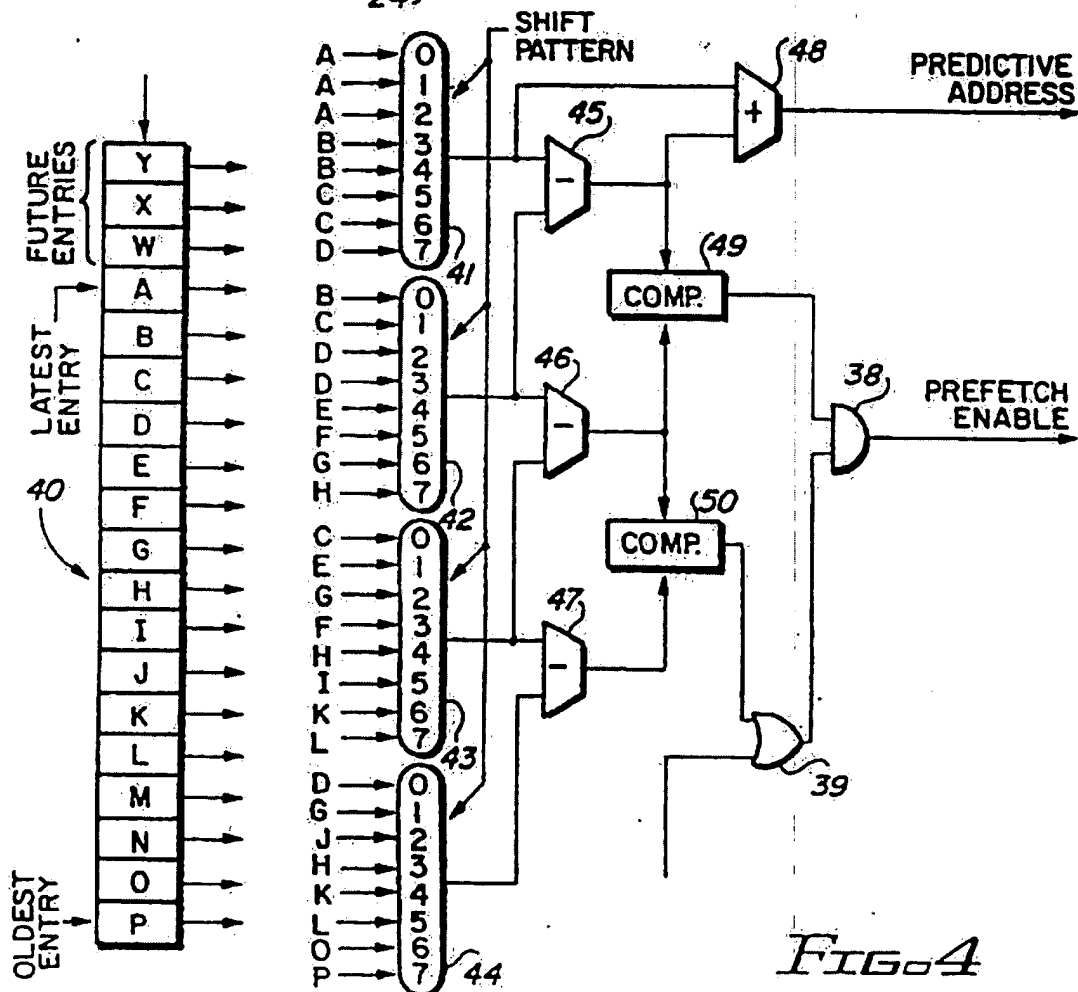 SHIFT
PATTERN
48
PREDICTIVE
ADDRESS
FUTURE
ENTRIES
Y
X
W
LATEST
ENTRY
A
B
C
D
E
F
G
H
I
J
K
L
M
N
O
P
40
OLDEST
ENTRY
A 0
A 1
A 2
B 3
B 4
C 5
C 6
D 7
41
B 0
C 1
D 2
D 3
E 4
F 5
G 6
H 7
42
C 0
E 1
G 2
F 3
H 4
I 5
K 6
L 7
43
D 0
G 1
J 2
H 3
K 4
L 5
O 6
P 7
44
45
−
46
−
47
−
+
49
COMP.
50
COMP.
38
PREFETCH
ENABLE
39
FIG. 4